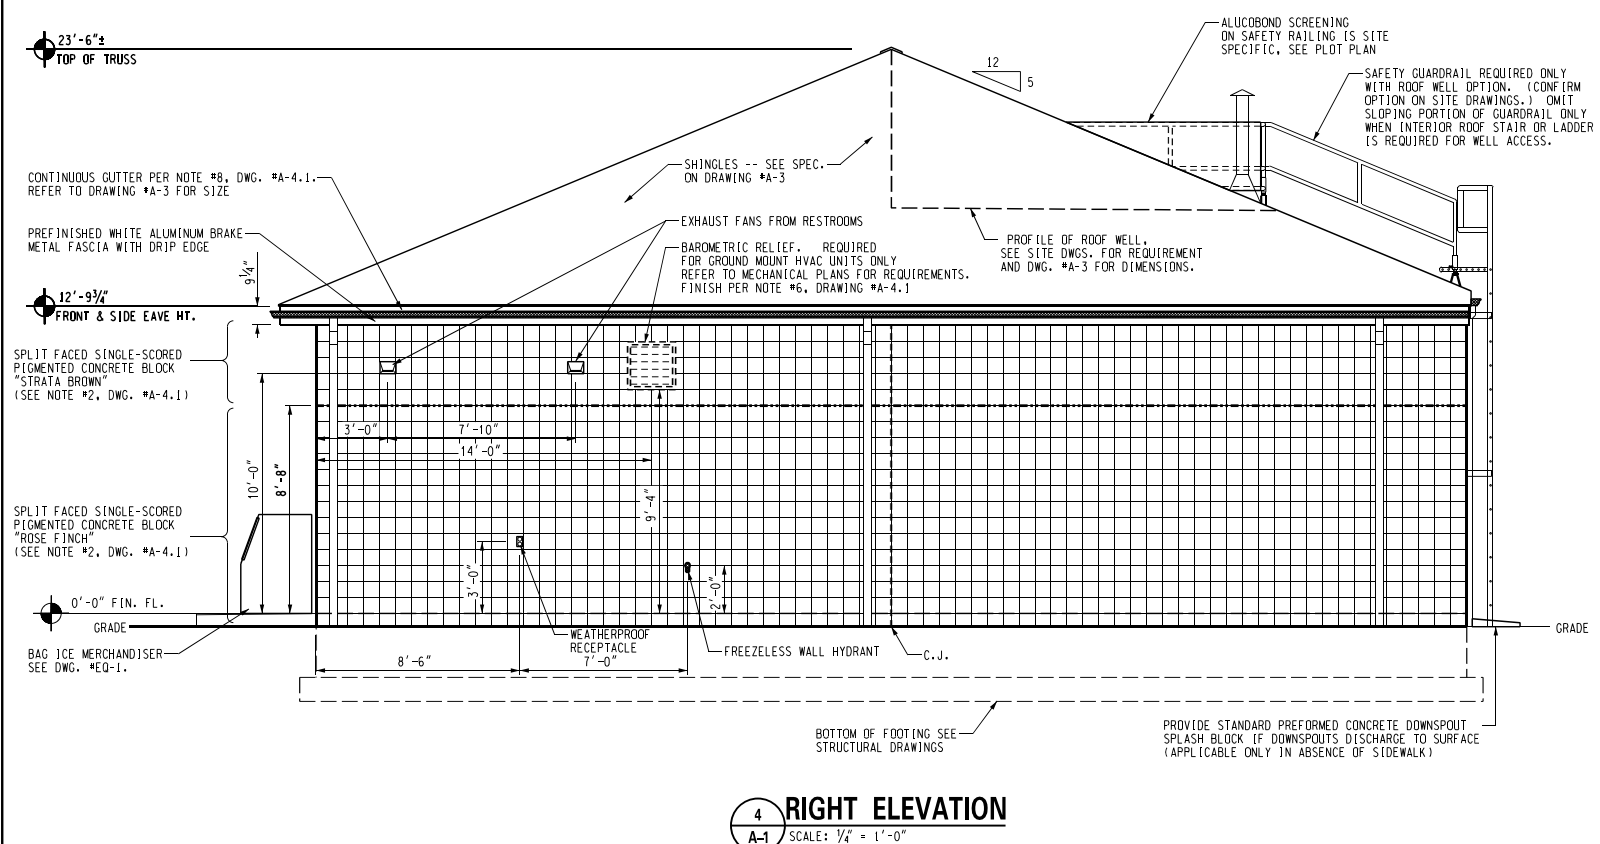 23'-6"±
TOP OF TRUSS
12
5
ALUCOBOND SCREENING
ON SAFETY RAILING IS SITE
SPECIFIC, SEE PLOT PLAN
SAFETY GUARDRAIL REQUIRED ONLY
WITH ROOF WELL OPTION. (CONFIRM
OPTION ON SITE DRAWINGS.) OMIT
SLOPING PORTION OF GUARDRAIL ONLY
WHEN INTERIOR ROOF STAIR OR LADDER
IS REQUIRED FOR WELL ACCESS.
SHINGLES -- SEE SPEC.
ON DRAWING #A-3
CONTINUOUS GUTTER PER NOTE #8, DWG. #A-4.1.
REFER TO DRAWING #A-3 FOR SIZE
EXHAUST FANS FROM RESTROOMS
PREFINISHED WHITE ALUMINUM BRAKE
METAL FASCIA WITH DRIP EDGE
BAROMETRIC RELIEF. REQUIRED
FOR GROUND MOUNT HVAC UNITS ONLY
REFER TO MECHANICAL PLANS FOR REQUIREMENTS.
FINISH PER NOTE #6, DRAWING #A-4.1
PROFILE OF ROOF WELL,
SEE SITE DWGS. FOR REQUIREMENT
AND DWG. #A-3 FOR DIMENSIONS.
9¼"
12'-9¾"
FRONT & SIDE EAVE HT.
SPLIT FACED SINGLE-SCORED
PIGMENTED CONCRETE BLOCK
"STRATA BROWN"
(SEE NOTE #2, DWG. #A-4.1)
3'-0"
7'-10"
14'-0"
10'-0"
8'-8"
9'-4"
SPLIT FACED SINGLE-SCORED
PIGMENTED CONCRETE BLOCK
"ROSE FINCH"
(SEE NOTE #2, DWG. #A-4.1)
3'-0"
2'-0"
0'-0" FIN. FL.
GRADE
GRADE
BAG ICE MERCHANDISER
SEE DWG. #EQ-1.
WEATHERPROOF
RECEPTACLE
FREEZELESS WALL HYDRANT
C.J.
8'-6"
7'-0"
BOTTOM OF FOOTING SEE
STRUCTURAL DRAWINGS
PROVIDE STANDARD PREFORMED CONCRETE DOWNSPOUT
SPLASH BLOCK IF DOWNSPOUTS DISCHARGE TO SURFACE
(APPLICABLE ONLY IN ABSENCE OF SIDEWALK)
4
A-1
RIGHT ELEVATION
SCALE: ¼" = 1'-0"